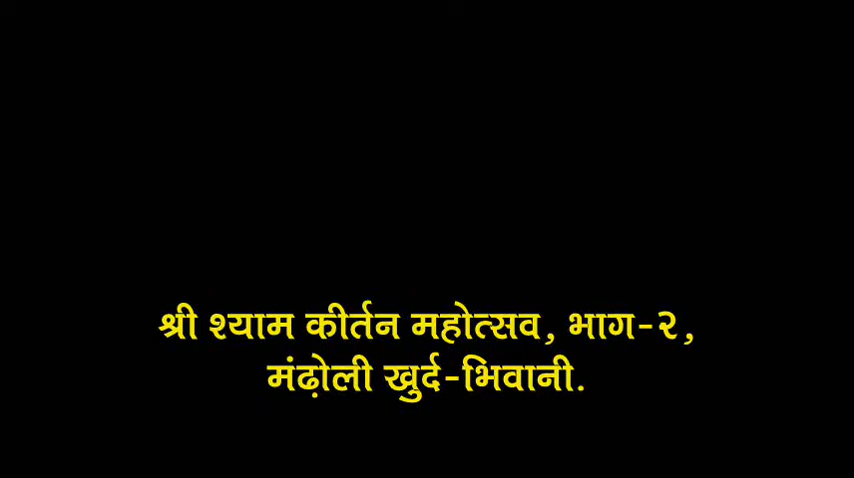 श्री श्याम कीर्तन महोत्सव, भाग-२,
मंढ़ोली खुर्द-भिवानी.